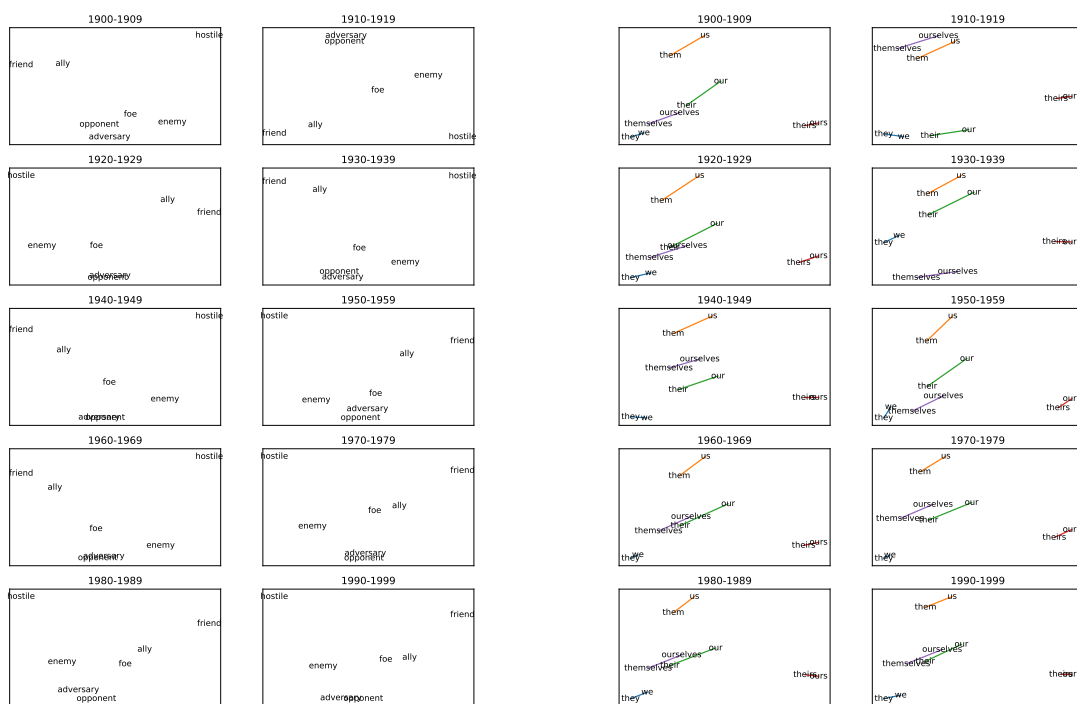 1900-1909
hostile
friend
ally
foe
opponent
enemy
adversary
1910-1919
adversary
opponent
enemy
foe
ally
friend
hostile
1920-1929
hostile
ally
friend
enemy
foe
adversary
opponent
1930-1939
hostile
friend
ally
foe
enemy
opponent
adversary
1940-1949
hostile
friend
ally
foe
enemy
adversary
opponent
1950-1959
hostile
friend
ally
foe
enemy
adversary
opponent
1960-1969
hostile
friend
ally
foe
enemy
adversary
opponent
1970-1979
hostile
friend
ally
foe
enemy
adversary
opponent
1980-1989
hostile
friend
ally
enemy
foe
adversary
opponent
1990-1999
friend
foe
ally
enemy
adversary
opponent
1900-1909
us
them
our
their
ourselves
themselves
theirs
ours
we
they
1910-1919
ourselves
us
themselves
them
theirs
ours
our
they
we
their
1920-1929
us
them
our
their
ourselves
themselves
theirs
ours
we
they
1930-1939
us
them
our
their
we
they
theirs
ours
ourselves
themselves
1940-1949
us
them
ourselves
themselves
our
their
theirs
ours
they
we
1950-1959
us
them
our
their
ourselves
themselves
we
they
theirs
ours
1960-1969
us
them
our
ourselves
their
themselves
theirs
ours
we
they
1970-1979
us
them
ourselves
our
themselves
their
ours
theirs
we
they
1980-1989
us
them
our
ourselves
their
themselves
theirs
ours
we
they
1990-1999
us
them
our
ourselves
their
themselves
theirs
ours
we
they